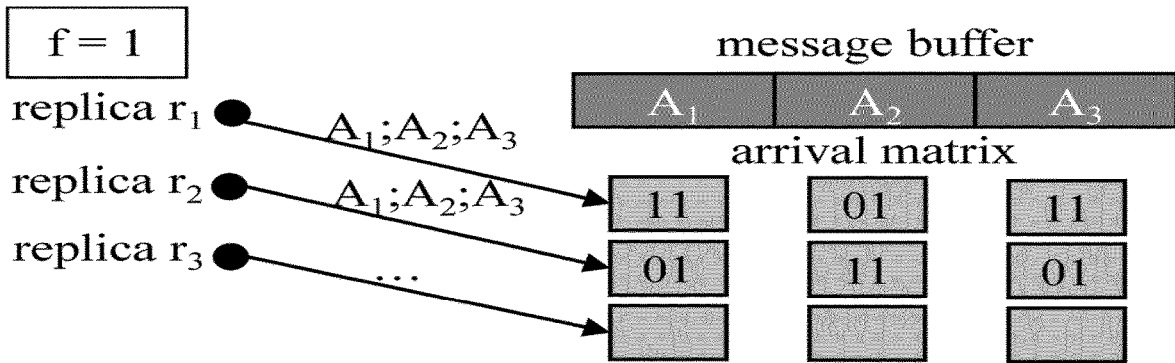 f = 1
message buffer
replica r₁
A₁;A₂;A₃
A₁ A₂ A₃
arrival matrix
replica r₂
A₁;A₂;A₃
11 01 11
replica r₃
...
01 11 01